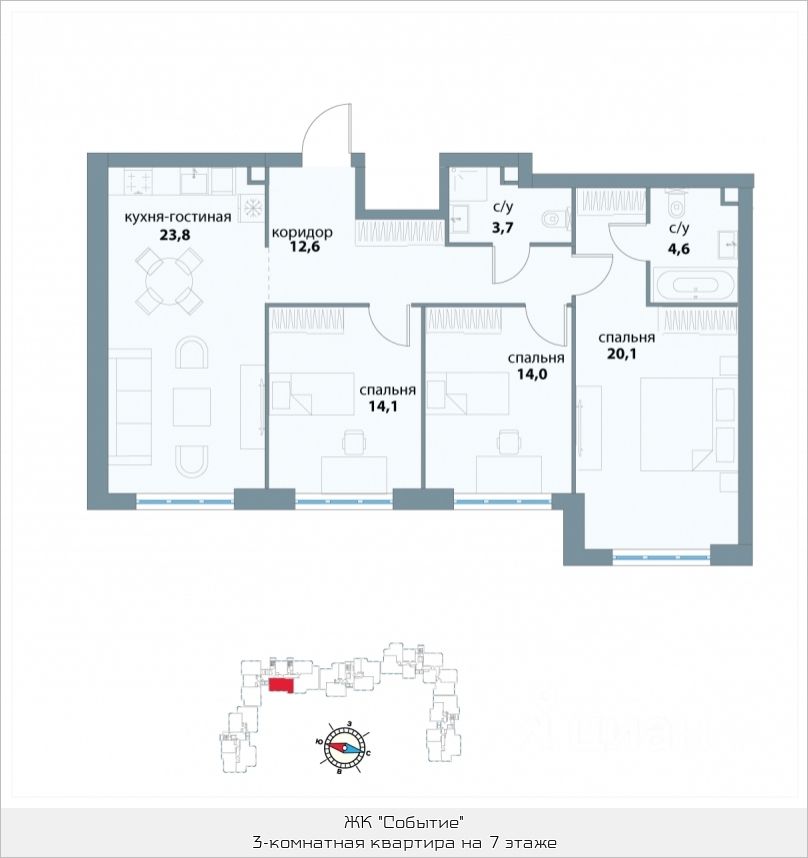 кухня-гостиная
23,8
коридор
12,6
с/у
3,7
с/у
4,6
спальня
14,1
спальня
14,0
спальня
20,1
З
Ю
С
В
ЖК "Событие"
3-комнатная квартира на 7 этаже